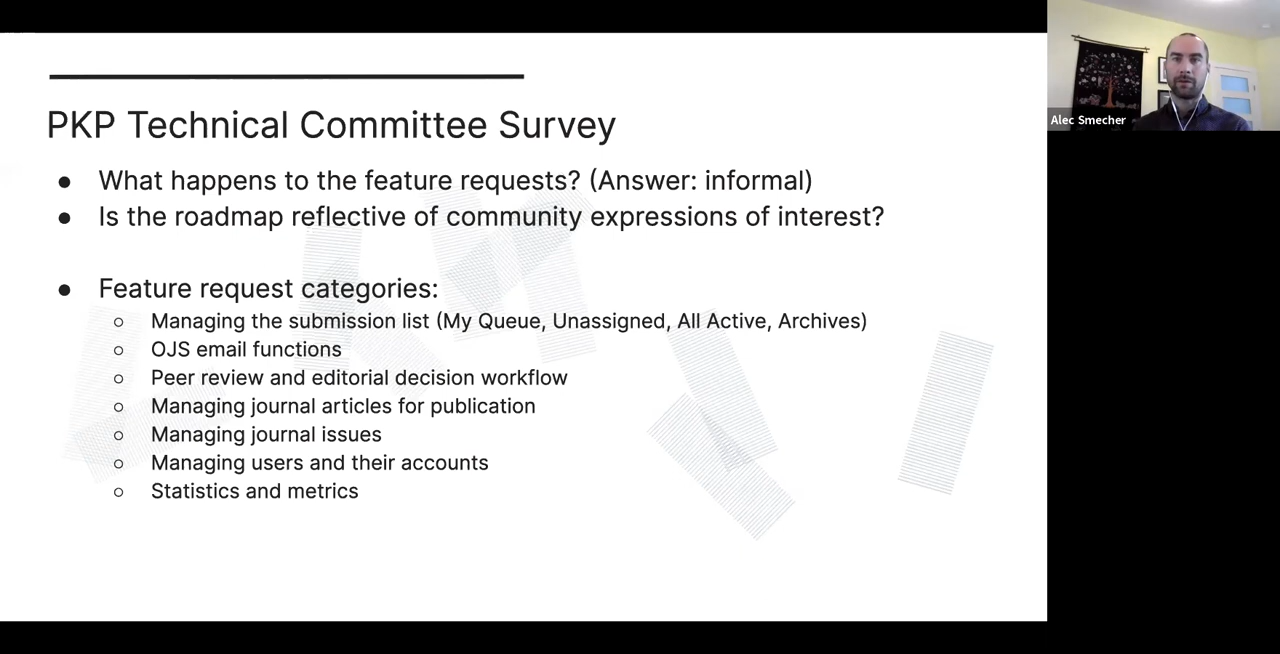 PKP Technical Committee Survey
● What happens to the feature requests? (Answer: informal)
● Is the roadmap reflective of community expressions of interest?
● Feature request categories:
○ Managing the submission list (My Queue, Unassigned, All Active, Archives)
○ OJS email functions
○ Peer review and editorial decision workflow
○ Managing journal articles for publication
○ Managing journal issues
○ Managing users and their accounts
○ Statistics and metrics
Alec Smecher